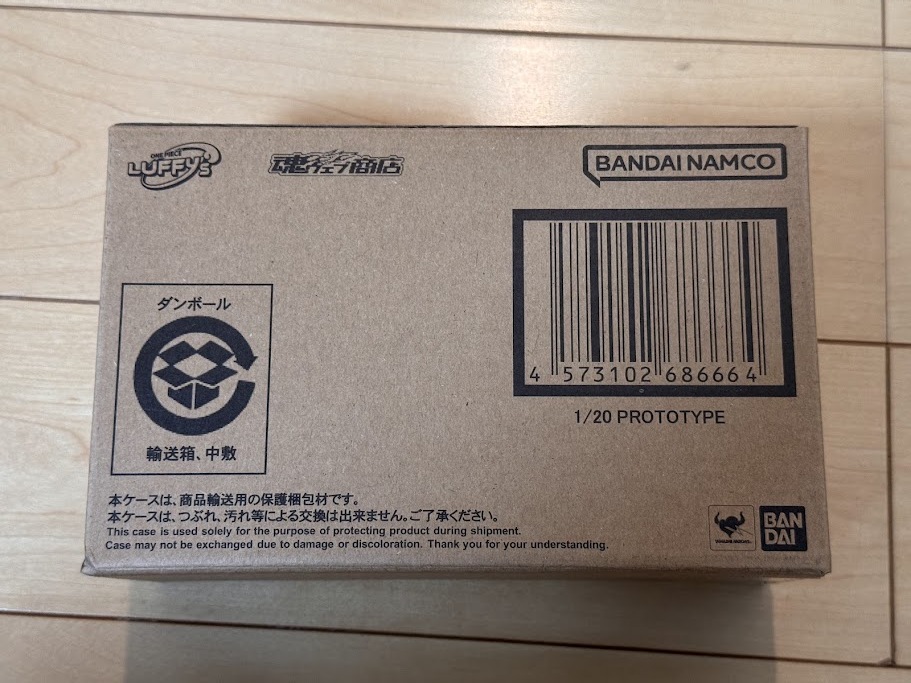 ONE PIECE
LUFFY's
魂ウェブ商店
BANDAI NAMCO
4 573102 686664
1/20 PROTOTYPE
ダンボール
輸送箱、中敷
本ケースは、商品輸送用の保護梱包材です。
本ケースは、つぶれ、汚れ等による交換は出来ません。ご了承ください。
This case is used solely for the purpose of protecting product during shipment.
Case may not be exchanged due to damage or discoloration. Thank you for your understanding.
BAN
DAI